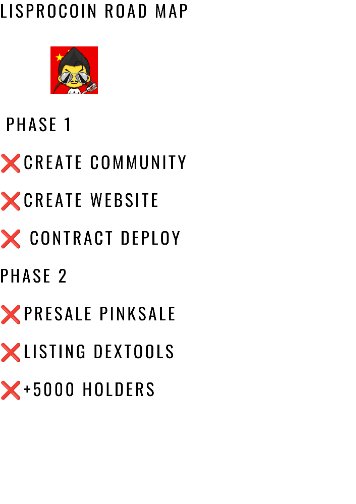 LISPROCOIN ROAD MAP
PHASE 1
❌CREATE COMMUNITY
❌CREATE WEBSITE
❌ CONTRACT DEPLOY
PHASE 2
❌PRESALE PINKSALE
❌LISTING DEXTOOLS
❌+5000 HOLDERS